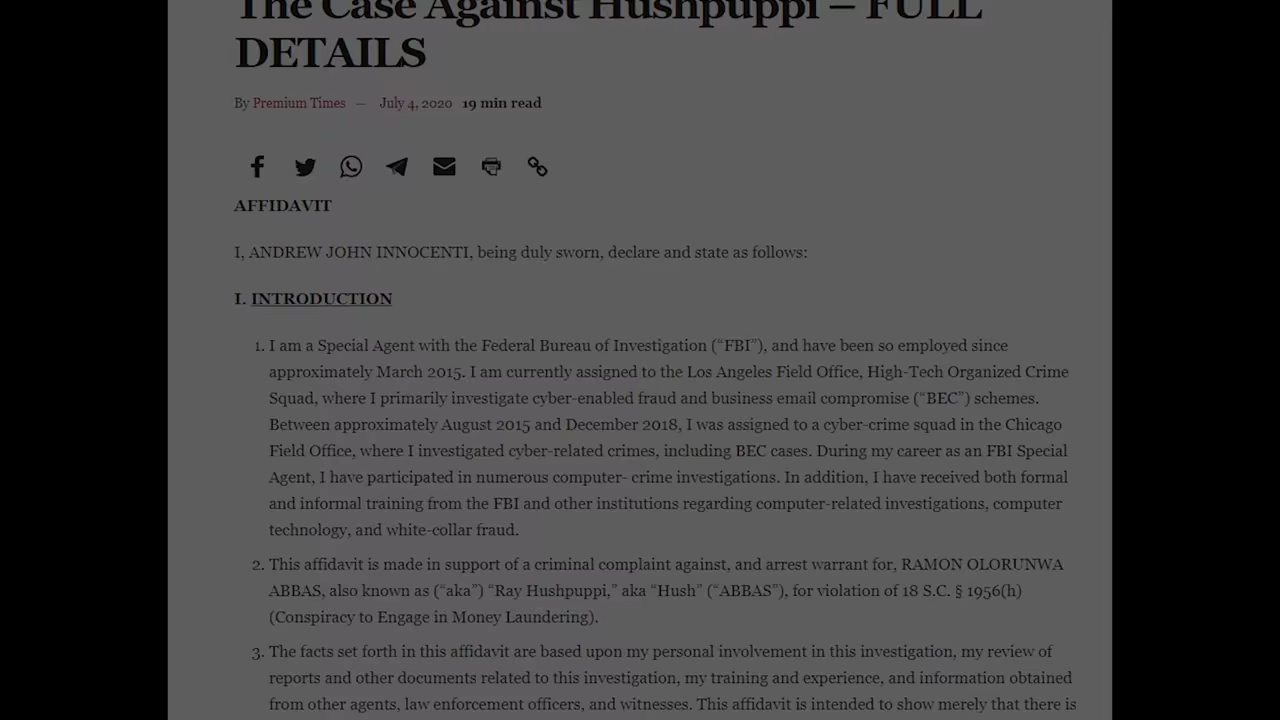 The Case Against Hushpuppi – FULL
DETAILS
By Premium Times — July 4, 2020 19 min read
AFFIDAVIT
I, ANDREW JOHN INNOCENTI, being duly sworn, declare and state as follows:
I. INTRODUCTION
1. I am a Special Agent with the Federal Bureau of Investigation (“FBI”), and have been so employed since
approximately March 2015. I am currently assigned to the Los Angeles Field Office, High-Tech Organized Crime
Squad, where I primarily investigate cyber-enabled fraud and business email compromise (“BEC”) schemes.
Between approximately August 2015 and December 2018, I was assigned to a cyber-crime squad in the Chicago
Field Office, where I investigated cyber-related crimes, including BEC cases. During my career as an FBI Special
Agent, I have participated in numerous computer- crime investigations. In addition, I have received both formal
and informal training from the FBI and other institutions regarding computer-related investigations, computer
technology, and white-collar fraud.
2. This affidavit is made in support of a criminal complaint against, and arrest warrant for, RAMON OLORUNWA
ABBAS, also known as (“aka”) “Ray Hushpuppi,” aka “Hush” (“ABBAS”), for violation of 18 S.C. § 1956(h)
(Conspiracy to Engage in Money Laundering).
3. The facts set forth in this affidavit are based upon my personal involvement in this investigation, my review of
reports and other documents related to this investigation, my training and experience, and information obtained
from other agents, law enforcement officers, and witnesses. This affidavit is intended to show merely that there is